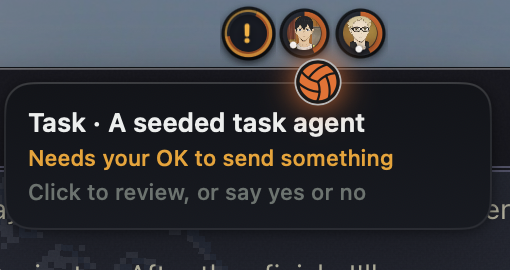 !
Task · A seeded task agent
Needs your OK to send something
Click to review, or say yes or no